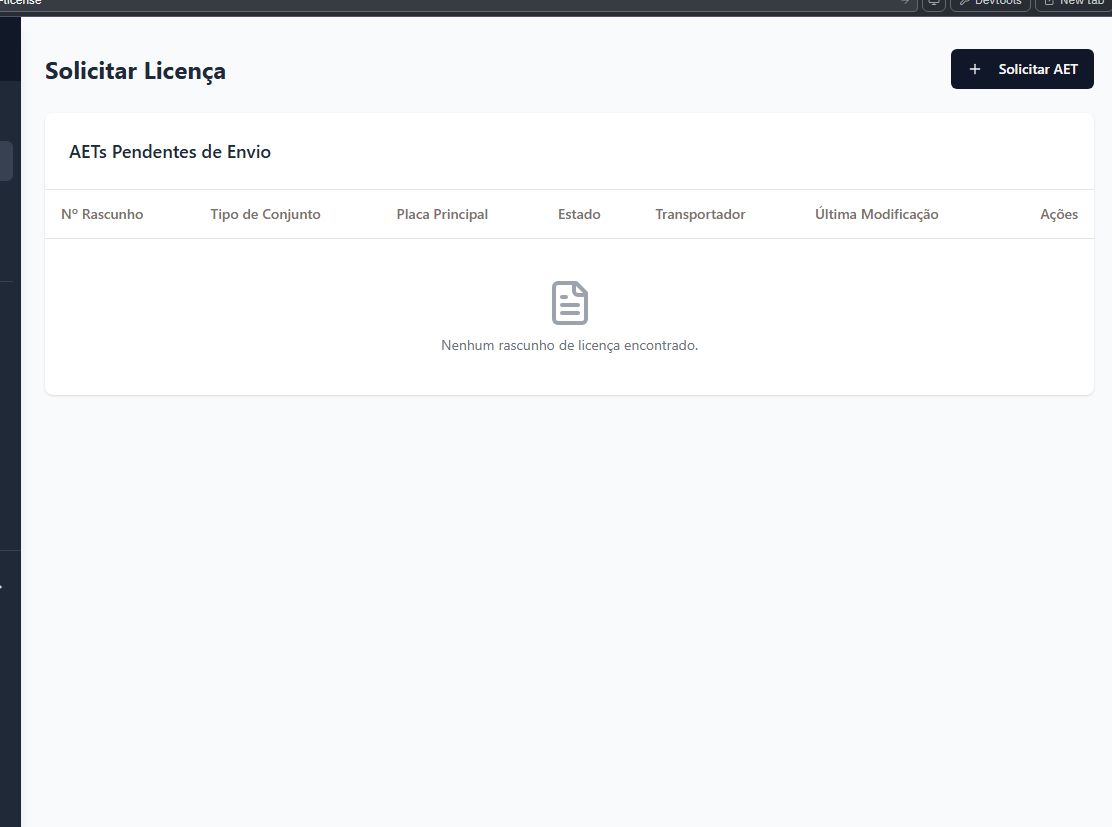 -license
Devtools
New tab
Solicitar Licença
+ Solicitar AET
AETs Pendentes de Envio
Nº Rascunho Tipo de Conjunto Placa Principal Estado Transportador Última Modificação Ações
Nenhum rascunho de licença encontrado.